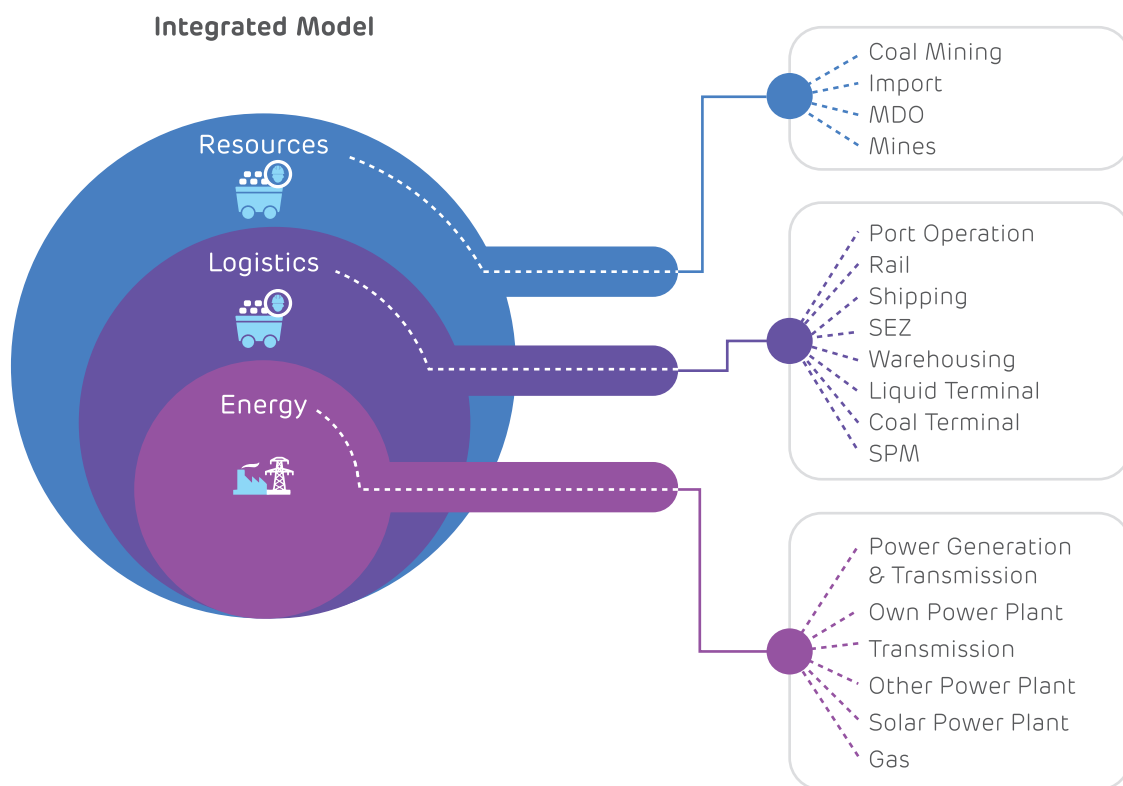 Integrated Model
Resources
Logistics
Energy
Coal Mining
Import
MDO
Mines
Port Operation
Rail
Shipping
SEZ
Warehousing
Liquid Terminal
Coal Terminal
SPM
Power Generation
& Transmission
Own Power Plant
Transmission
Other Power Plant
Solar Power Plant
Gas